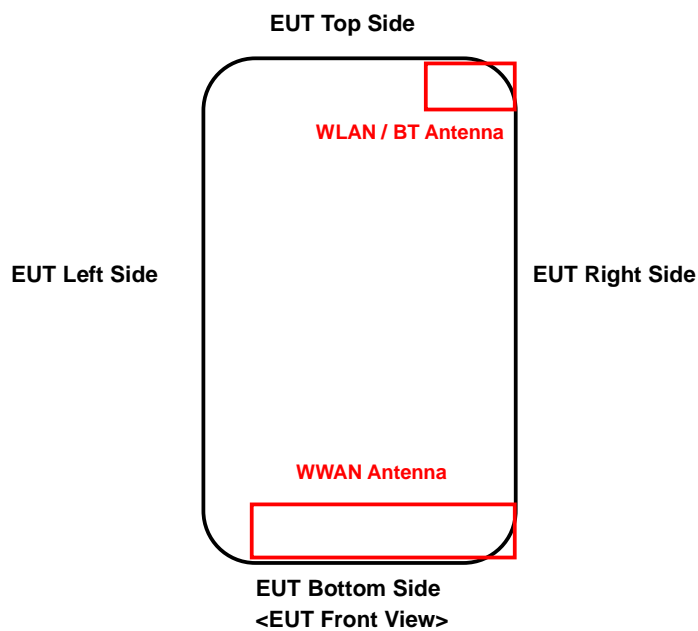 EUT Top Side
WLAN / BT Antenna
EUT Left Side
EUT Right Side
WWAN Antenna
EUT Bottom Side
<EUT Front View>